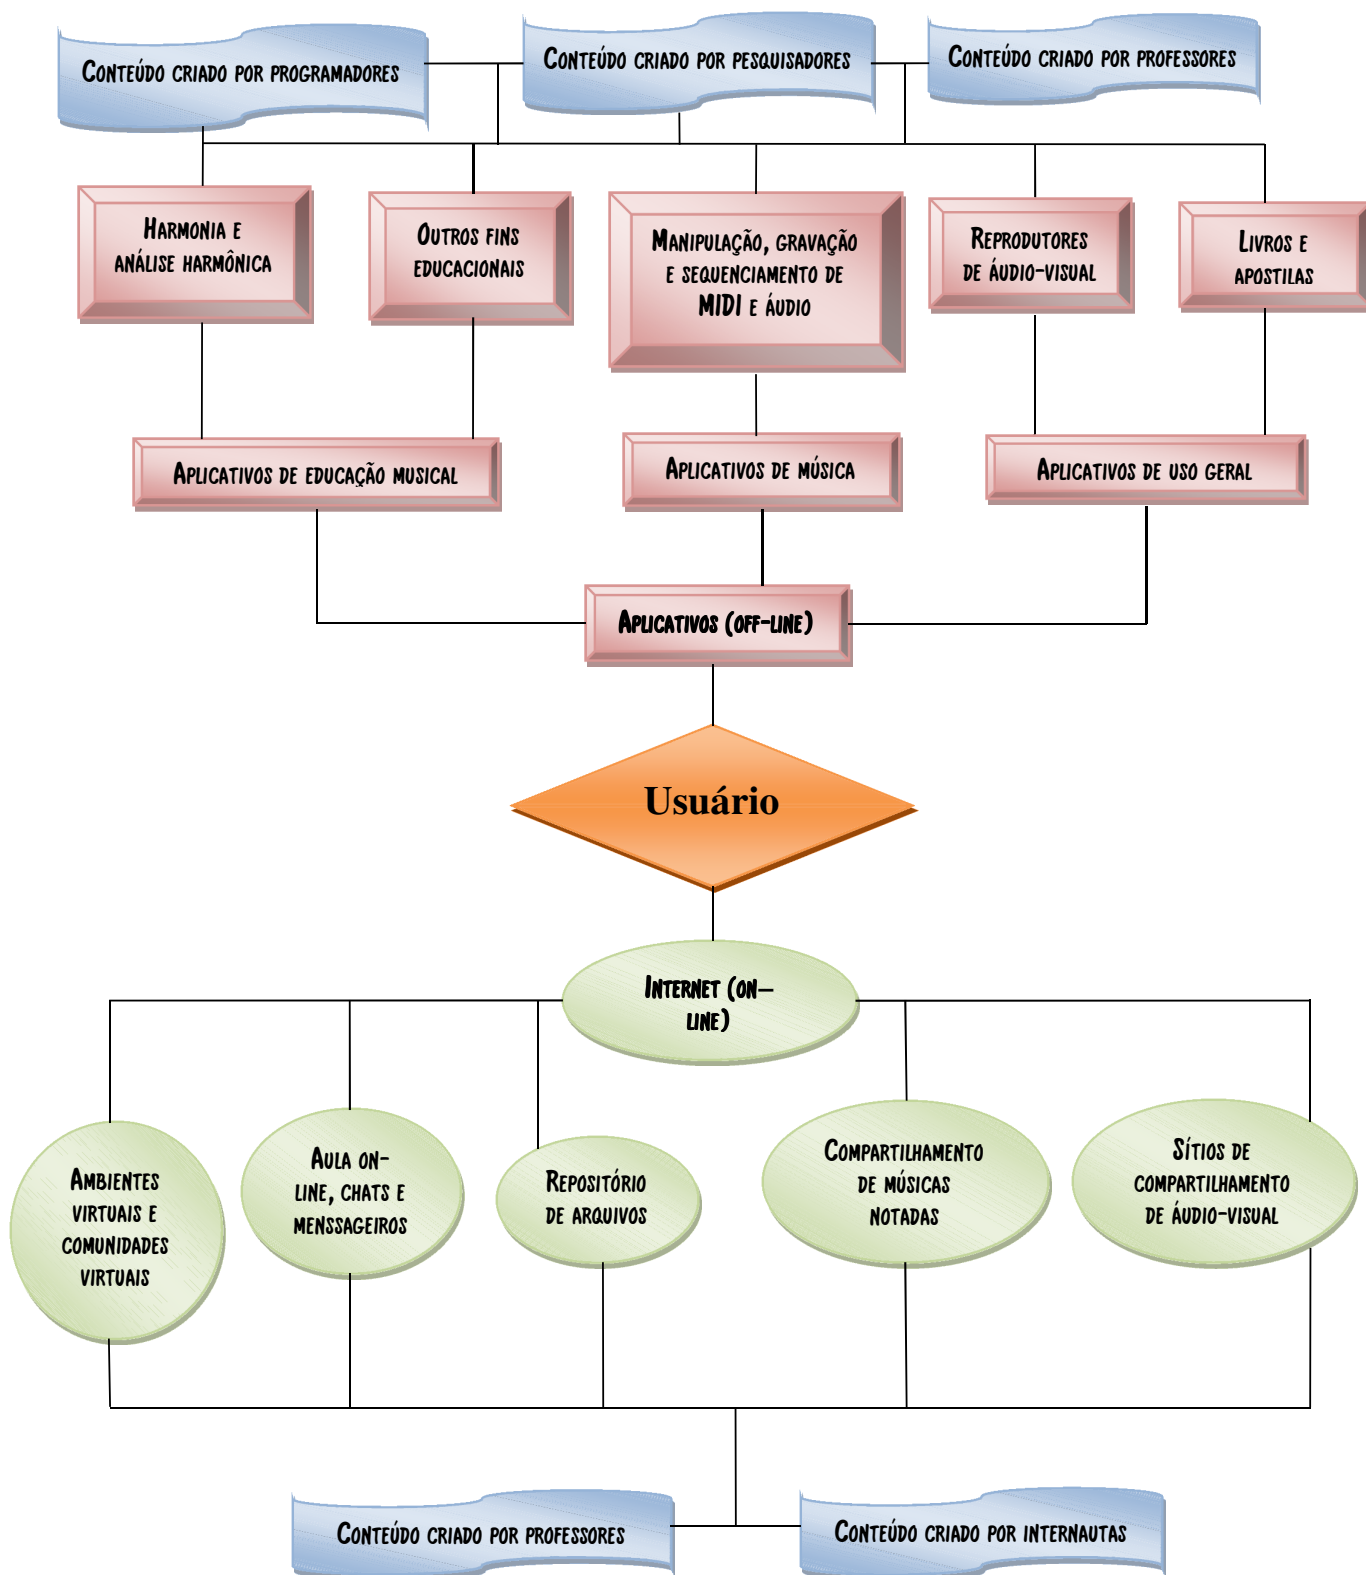 Conteúdo criado por programadores
Conteúdo criado por pesquisadores
Conteúdo criado por professores
Harmonia e
análise harmônica
Outros fins
educacionais
Manipulação, gravação
e sequenciamento de
MIDI e áudio
Reprodutores
de áudio-visual
Livros e
apostilas
Aplicativos de educação musical
Aplicativos de música
Aplicativos de uso geral
Aplicativos (off-line)
Usuário
Internet (on-
line)
Ambientes
virtuais e
comunidades
virtuais
Aula on-
line, chats e
menssageiros
Repositório
de arquivos
Compartilhamento
de músicas
notadas
Sítios de
compartilhamento
de áudio-visual
Conteúdo criado por professores
Conteúdo criado por internautas